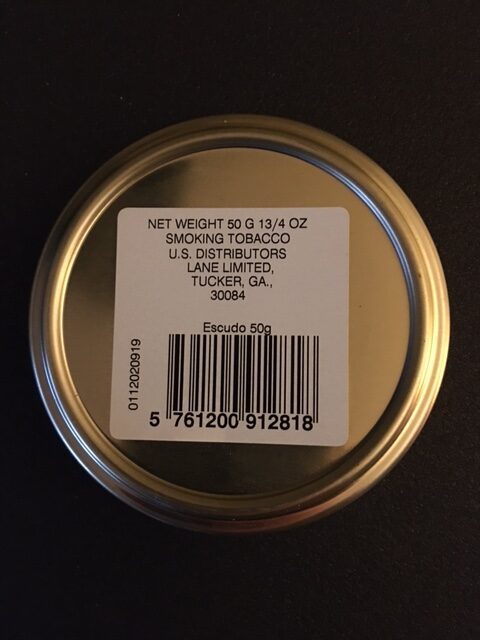 NET WEIGHT 50 G 13/4 OZ
SMOKING TOBACCO
U.S. DISTRIBUTORS
LANE LIMITED,
TUCKER, GA.,
30084
Escudo 50g
0112020919
5 761200 912818